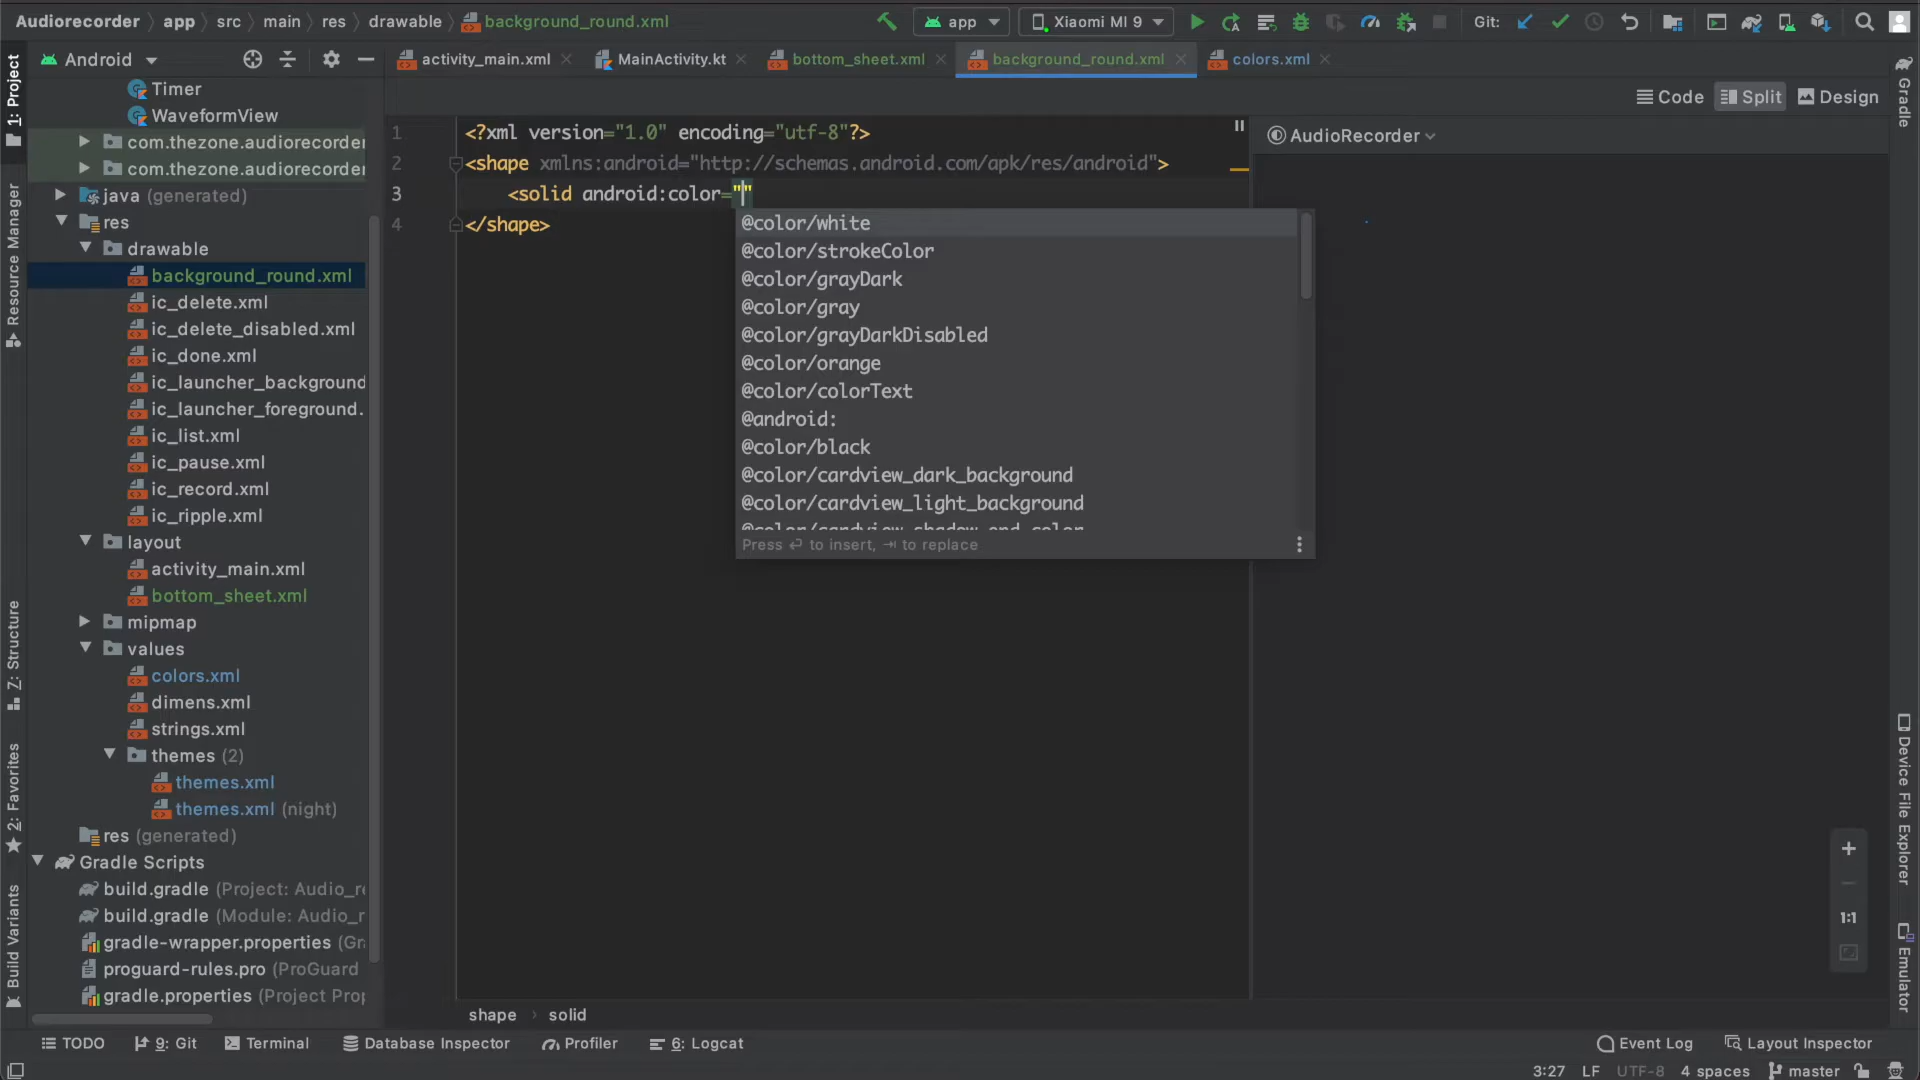 Audiorecorder app src main res drawable background_round.xml
app Xiaomi MI 9 Git:
1: Project
Resource Manager
Z: Structure
2: Favorites
Build Variants
Android
activity_main.xml MainActivity.kt bottom_sheet.xml background_round.xml colors.xml
Timer
WaveformView
com.thezone.audiorecorder
com.thezone.audiorecorder
java (generated)
res
drawable
background_round.xml
ic_delete.xml
ic_delete_disabled.xml
ic_done.xml
ic_launcher_background
ic_launcher_foreground.
ic_list.xml
ic_pause.xml
ic_record.xml
ic_ripple.xml
layout
activity_main.xml
bottom_sheet.xml
mipmap
values
colors.xml
dimens.xml
strings.xml
themes (2)
themes.xml
themes.xml (night)
res (generated)
Gradle Scripts
build.gradle (Project: Audio_re
build.gradle (Module: Audio_r
gradle-wrapper.properties (Gr
proguard-rules.pro (ProGuard
gradle.properties (Project Prop
Code Split Design
1 <?xml version="1.0" encoding="utf-8"?>
2 <shape xmlns:android="http://schemas.android.com/apk/res/android">
3 <solid android:color=""
4 </shape>
@color/white
@color/strokeColor
@color/grayDark
@color/gray
@color/grayDarkDisabled
@color/orange
@color/colorText
@android:
@color/black
@color/cardview_dark_background
@color/cardview_light_background
@color/cardview_shadow_end_color
Press ↵ to insert, ⇥ to replace
AudioRecorder
1:1
Gradle
Device File Explorer
Emulator
shape › solid
TODO 9: Git Terminal Database Inspector Profiler 6: Logcat Event Log Layout Inspector
3:27 LF UTF-8 4 spaces master